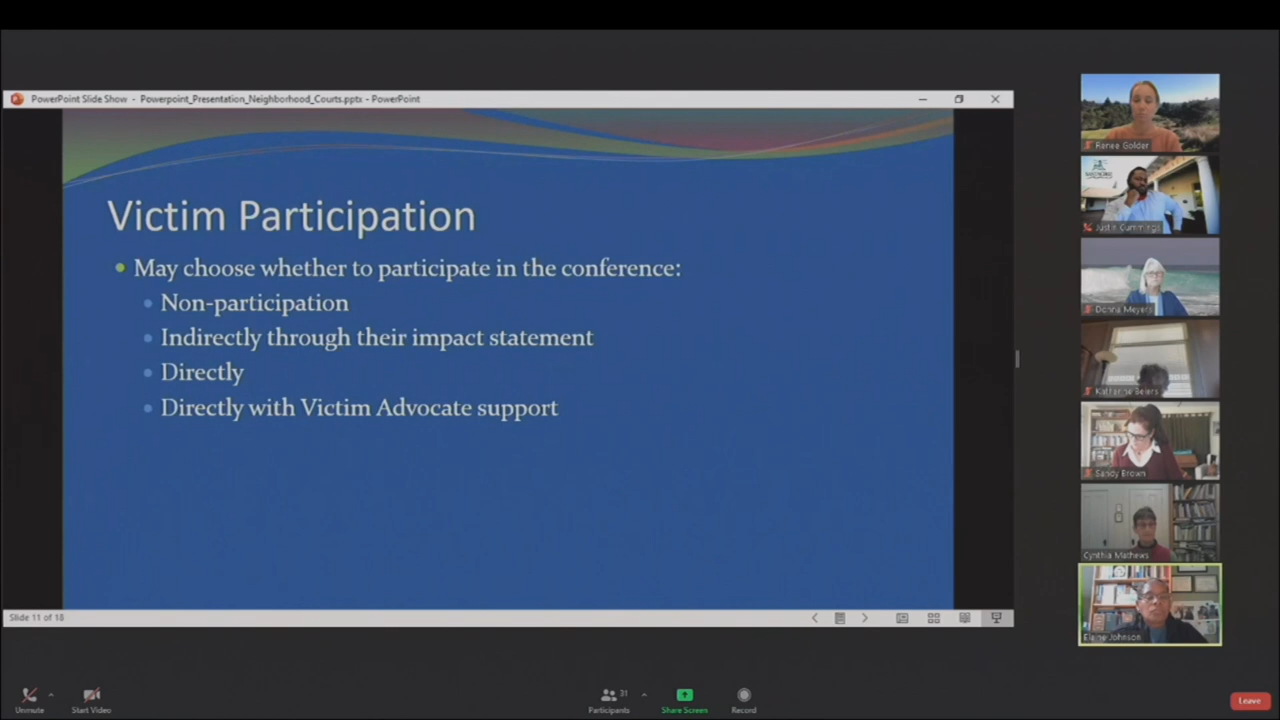 PowerPoint Slide Show - Powerpoint_Presentation_Neighborhood_Courts.pptx - PowerPoint
Victim Participation
May choose whether to participate in the conference:
Non-participation
Indirectly through their impact statement
Directly
Directly with Victim Advocate support
Slide 11 of 18
Renee Golder
Justin Cummings
Donna Meyers
Katherine Beiers
Sandy Brown
Cynthia Mathews
Elaine Johnson
Unmute
Start Video
31
Participants
Share Screen
Record
Leave